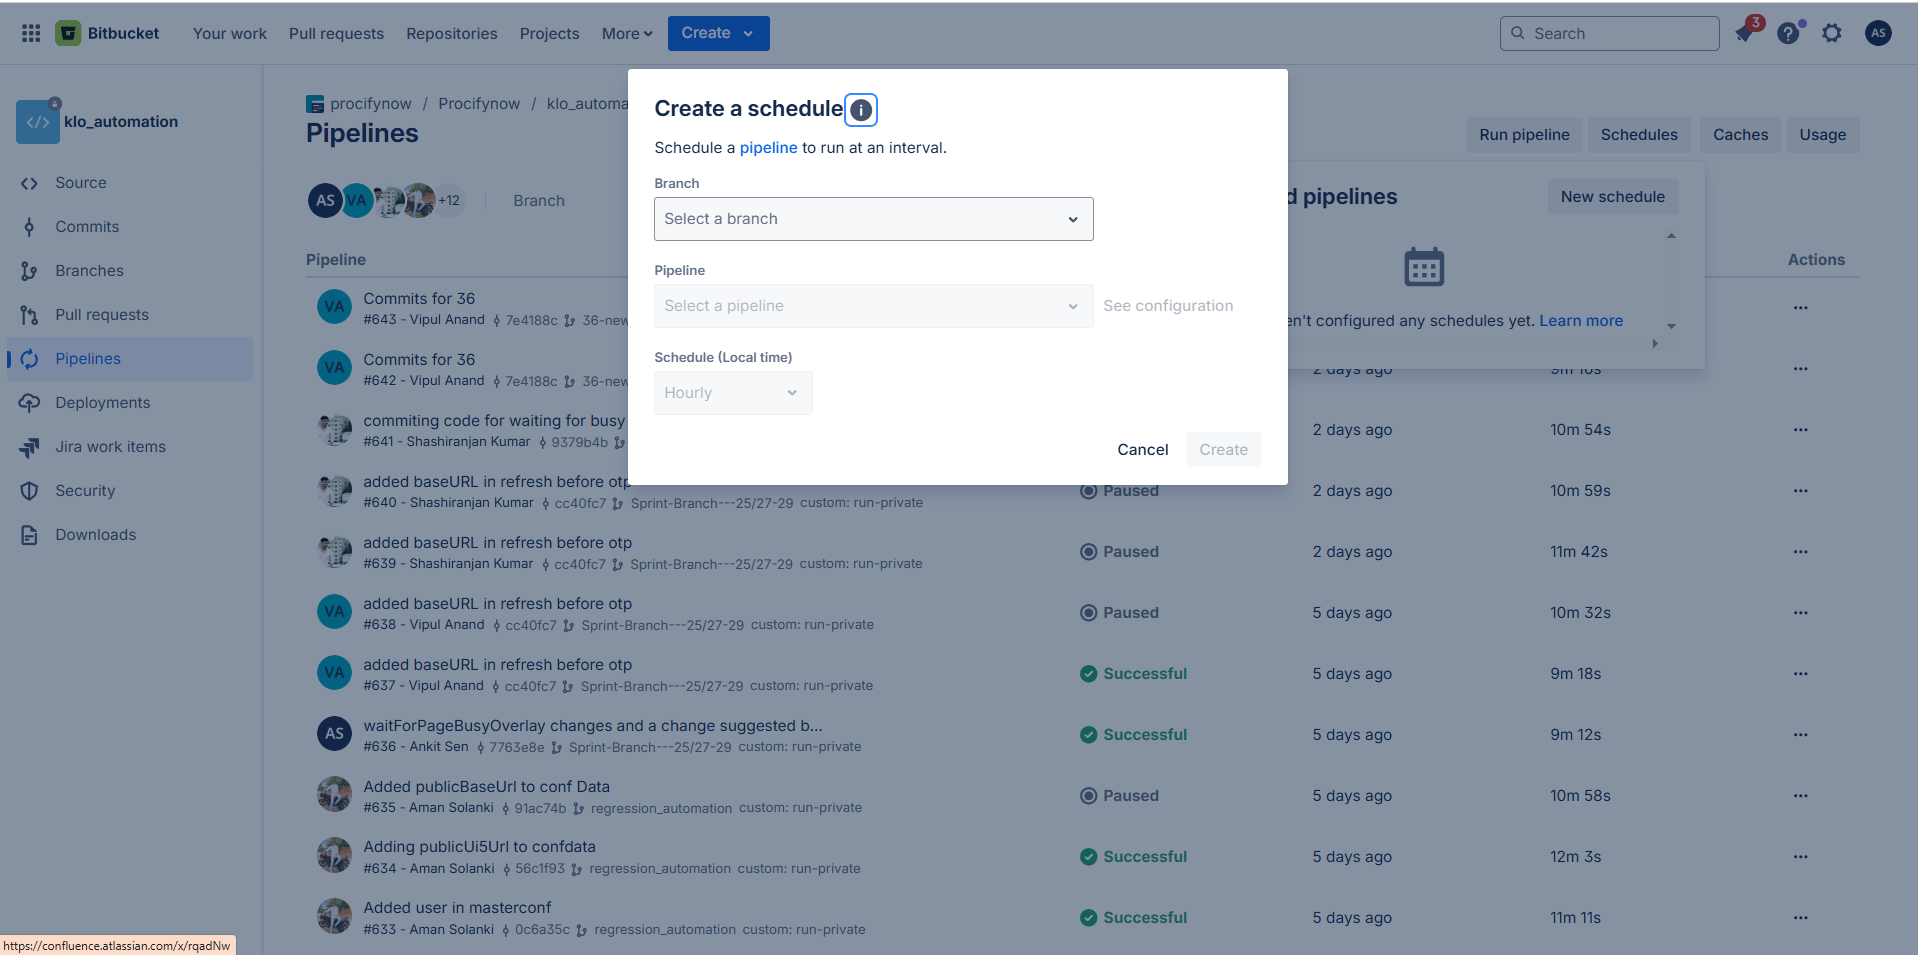 Bitbucket Your work Pull requests Repositories Projects More Create Search 3 AS
klo_automation
Source
Commits
Branches
Pull requests
Pipelines
Deployments
Jira work items
Security
Downloads
procifynow / Procifynow / klo_automa
Pipelines
Run pipeline Schedules Caches Usage
AS VA +12 Branch
d pipelines New schedule
en't configured any schedules yet. Learn more
Create a schedule
Schedule a pipeline to run at an interval.
Branch
Select a branch
Pipeline
Select a pipeline See configuration
Schedule (Local time)
Hourly
Cancel Create
Pipeline Actions
VA Commits for 36
#643 - Vipul Anand 7e4188c 36-new
VA Commits for 36 2 days ago 9m 16s
#642 - Vipul Anand 7e4188c 36-new
commiting code for waiting for busy 2 days ago 10m 54s
#641 - Shashiranjan Kumar 9379b4b
added baseURL in refresh before otp Paused 2 days ago 10m 59s
#640 - Shashiranjan Kumar cc40fc7 Sprint-Branch---25/27-29 custom: run-private
added baseURL in refresh before otp Paused 2 days ago 11m 42s
#639 - Shashiranjan Kumar cc40fc7 Sprint-Branch---25/27-29 custom: run-private
VA added baseURL in refresh before otp Paused 5 days ago 10m 32s
#638 - Vipul Anand cc40fc7 Sprint-Branch---25/27-29 custom: run-private
VA added baseURL in refresh before otp Successful 5 days ago 9m 18s
#637 - Vipul Anand cc40fc7 Sprint-Branch---25/27-29 custom: run-private
AS waitForPageBusyOverlay changes and a change suggested b... Successful 5 days ago 9m 12s
#636 - Ankit Sen 7763e8e Sprint-Branch---25/27-29 custom: run-private
Added publicBaseUrl to conf Data Paused 5 days ago 10m 58s
#635 - Aman Solanki 91ac74b regression_automation custom: run-private
Adding publicUi5Url to confdata Successful 5 days ago 12m 3s
#634 - Aman Solanki 56c1f93 regression_automation custom: run-private
Added user in masterconf Successful 5 days ago 11m 11s
#633 - Aman Solanki 0c6a35c regression_automation custom: run-private
https://confluence.atlassian.com/x/rqadNw